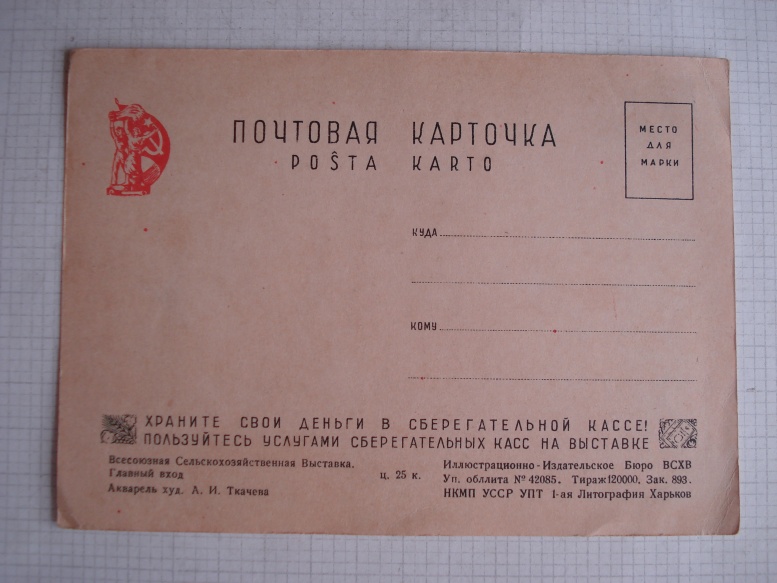 ПОЧТОВАЯ КАРТОЧКА
POŜTA KARTO
МЕСТО
ДЛЯ
МАРКИ
КУДА
КОМУ
ХРАНИТЕ СВОИ ДЕНЬГИ В СБЕРЕГАТЕЛЬНОЙ КАССЕ!
ПОЛЬЗУЙТЕСЬ УСЛУГАМИ СБЕРЕГАТЕЛЬНЫХ КАСС НА ВЫСТАВКЕ
Всесоюзная Сельскохозяйственная Выставка.
Главный вход
Акварель худ. А. И. Ткачева
ц. 25 к.
Иллюстрационно-Издательское Бюро ВСХВ
Уп. обллита № 42085. Тираж 120000. Зак. 893.
НКМП УССР УПТ 1-ая Литография Харьков